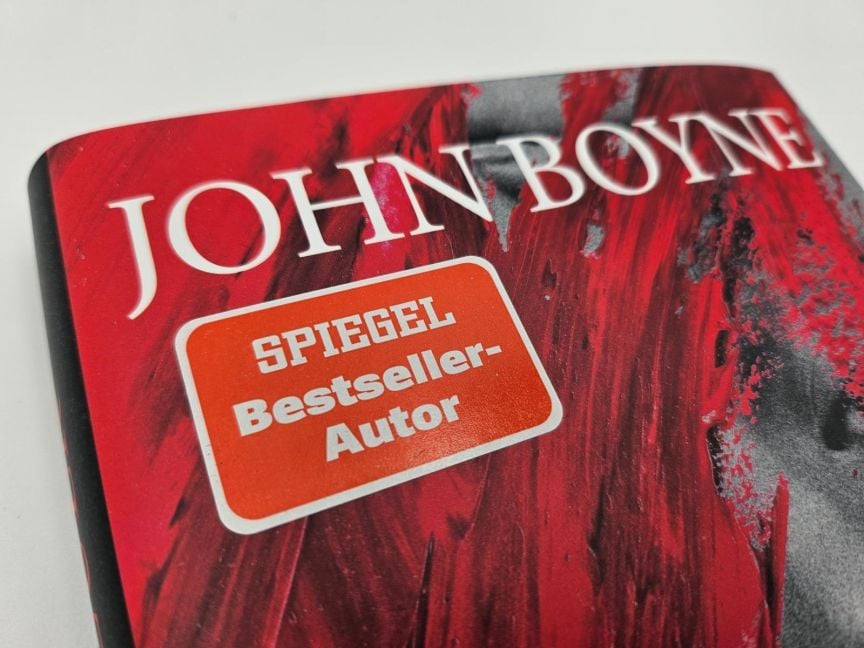 JOHN BOYNE
SPIEGEL
Bestseller-
Autor